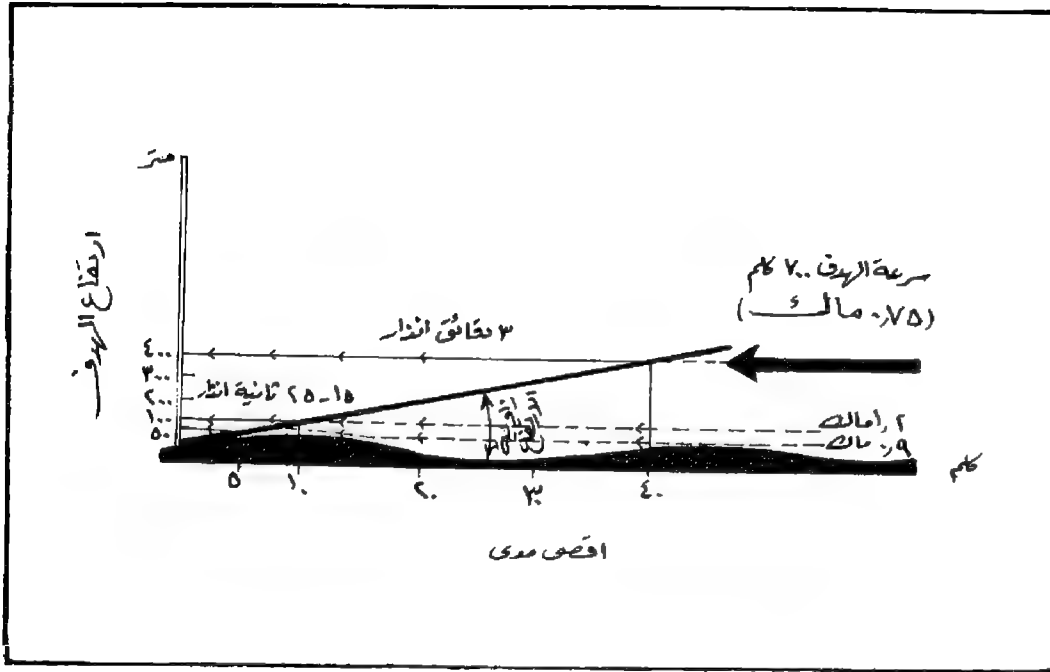 متر
ارتفاع الهدف
سرعة الهدف ٧٠٠ كلم
(٠,٧٥ ماك)
٣ دقائق انذار
٤٠٠
٣٠٠
٢٠٠
١٠٠
٥٠
١٥-٢٥ ثانية انذار
١,٢ ماك
٠,٩ ماك
كلم
٥
١٠
٢٠
٣٠
٤٠
اقصى مدى